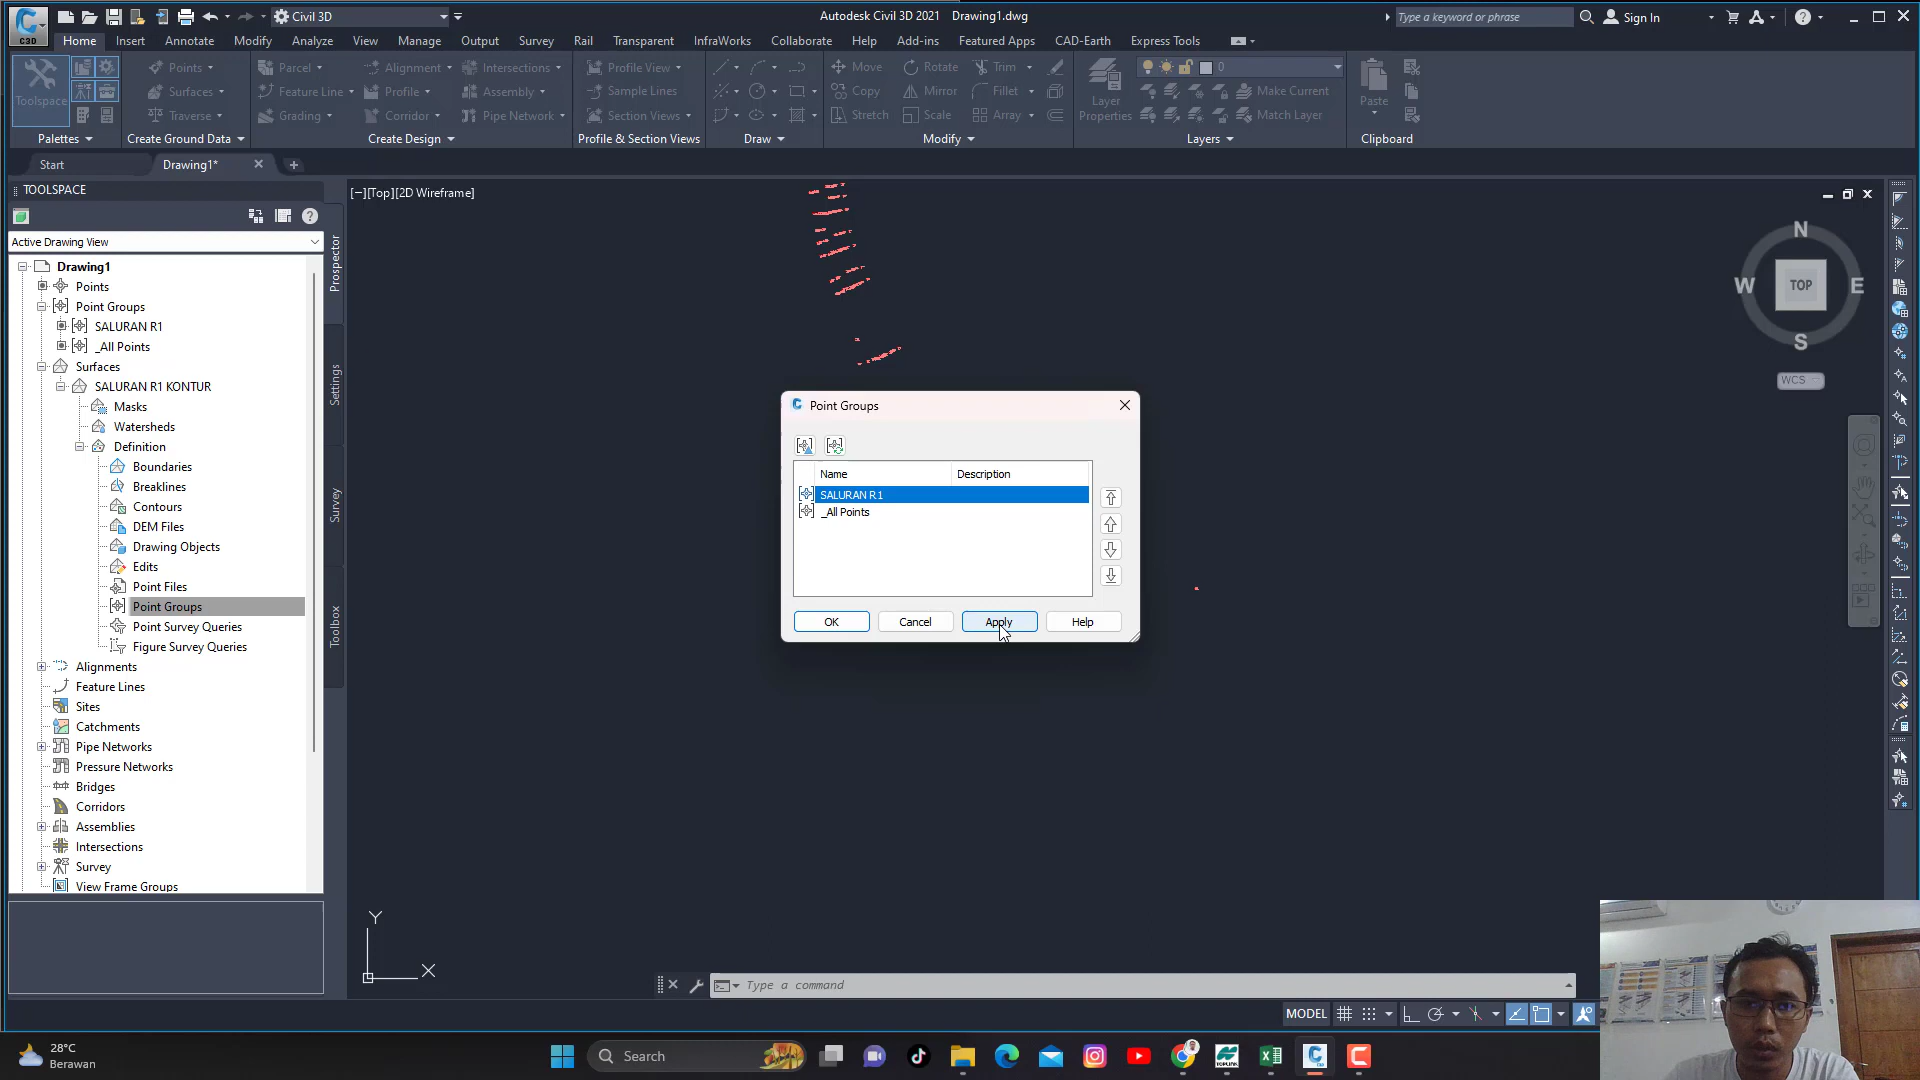 C3D
Civil 3D
Autodesk Civil 3D 2021 Drawing1.dwg
Type a keyword or phrase
Sign In
Home Insert Annotate Modify Analyze View Manage Output Survey Rail Transparent InfraWorks Collaborate Help Add-ins Featured Apps CAD-Earth Express Tools
Points Parcel Alignment Intersections Profile View Move Rotate Trim 0
Toolspace Surfaces Feature Line Profile Assembly Sample Lines Copy Mirror Fillet Layer Properties Make Current Paste
Traverse Grading Corridor Pipe Network Section Views Stretch Scale Array Match Layer
Palettes Create Ground Data Create Design Profile & Section Views Draw Modify Layers Clipboard
Start Drawing1*
TOOLSPACE
[−][Top][2D Wireframe]
Active Drawing View
Drawing1
Points
Point Groups
SALURAN R1
_All Points
Surfaces
SALURAN R1 KONTUR
Masks
Watersheds
Definition
Boundaries
Breaklines
Contours
DEM Files
Drawing Objects
Edits
Point Files
Point Groups
Point Survey Queries
Figure Survey Queries
Alignments
Feature Lines
Sites
Catchments
Pipe Networks
Pressure Networks
Bridges
Corridors
Assemblies
Intersections
Survey
View Frame Groups
Prospector
Settings
Survey
Toolbox
Point Groups
Name Description
SALURAN R1
_All Points
OK Cancel Apply Help
N
W TOP E
S
WCS
Y
X
Type a command
MODEL
28°C
Berawan
Search